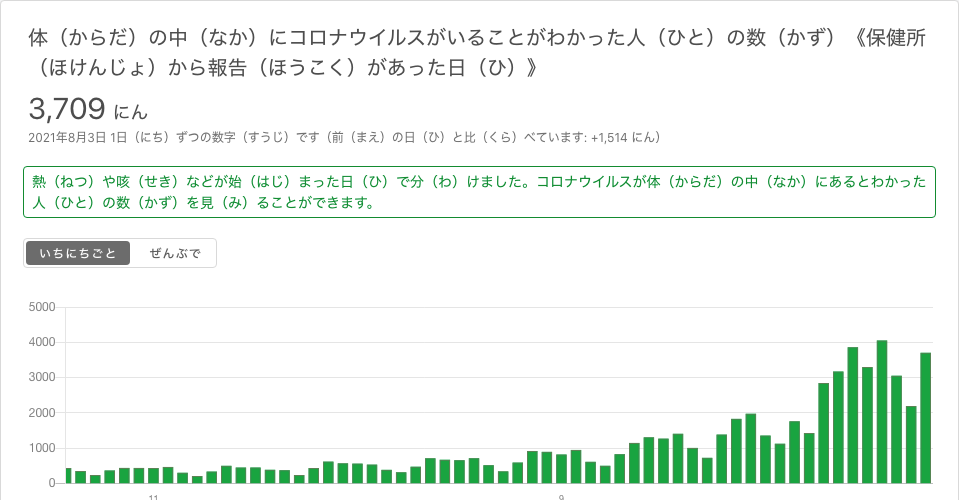 体（からだ）の中（なか）にコロナウイルスがいることがわかった人（ひと）の数（かず）《保健所
（ほけんじょ）から報告（ほうこく）があった日（ひ）》
3,709 にん
2021年8月3日 1日（にち）ずつの数字（すうじ）です（前（まえ）の日（ひ）と比（くら）べています: +1,514 にん）
熱（ねつ）や咳（せき）などが始（はじ）まった日（ひ）で分（わ）けました。コロナウイルスが体（からだ）の中（なか）にあるとわかった
人（ひと）の数（かず）を見（み）ることができます。
いちにちごと ぜんぶで
5000
4000
3000
2000
1000
0
11 9